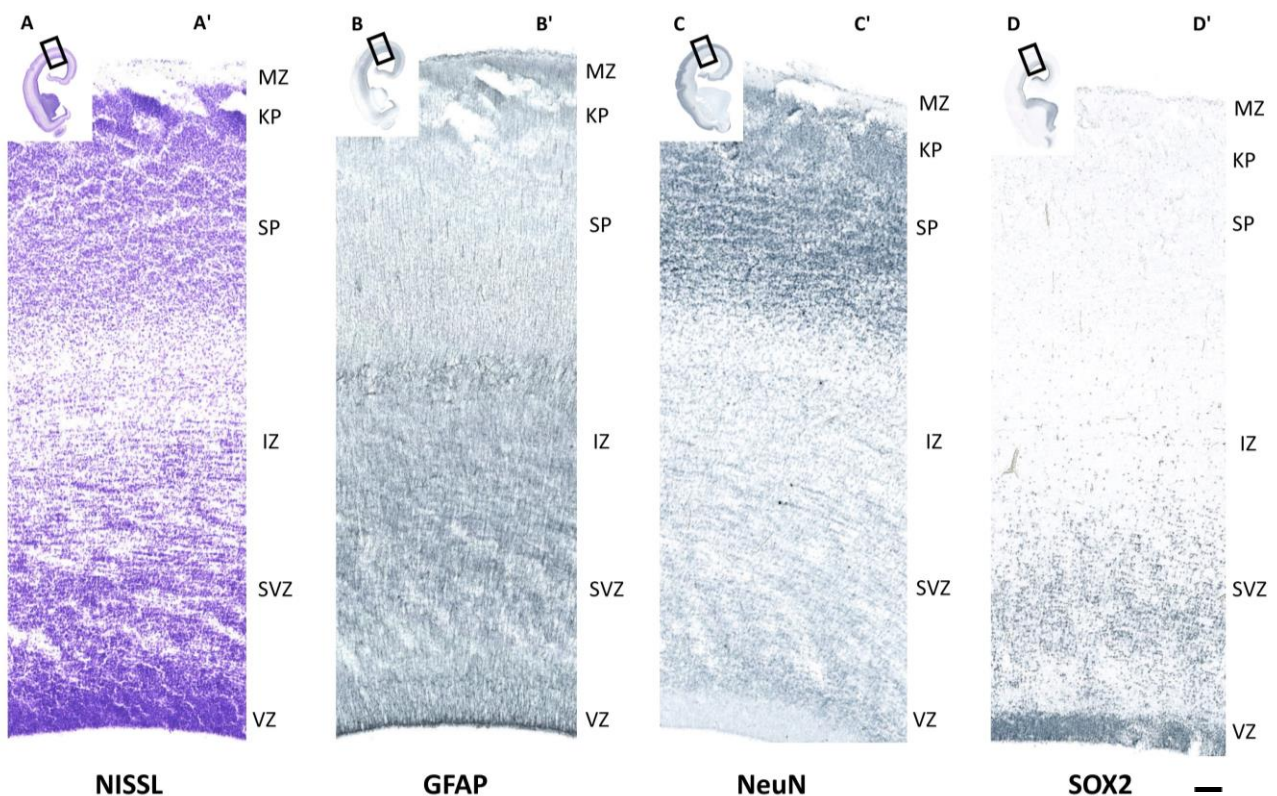 A A' B B' C C' D D'
MZ MZ MZ MZ
KP KP KP KP
SP SP SP SP
IZ IZ IZ IZ
SVZ SVZ SVZ SVZ
VZ VZ VZ VZ
NISSL GFAP NeuN SOX2